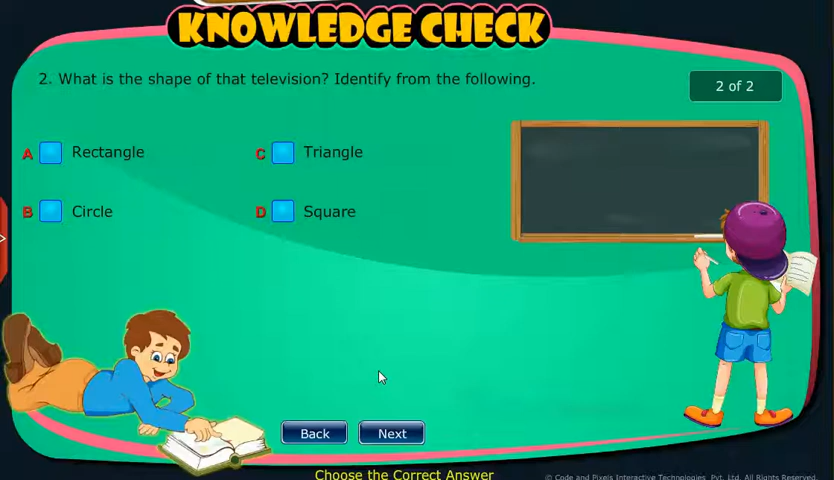 KNOWLEDGE CHECK
2. What is the shape of that television? Identify from the following.
2 of 2
A Rectangle
C Triangle
B Circle
D Square
Back
Next
Choose the Correct Answer
© Code and Pixels Interactive Technologies Pvt. Ltd. All Rights Reserved.